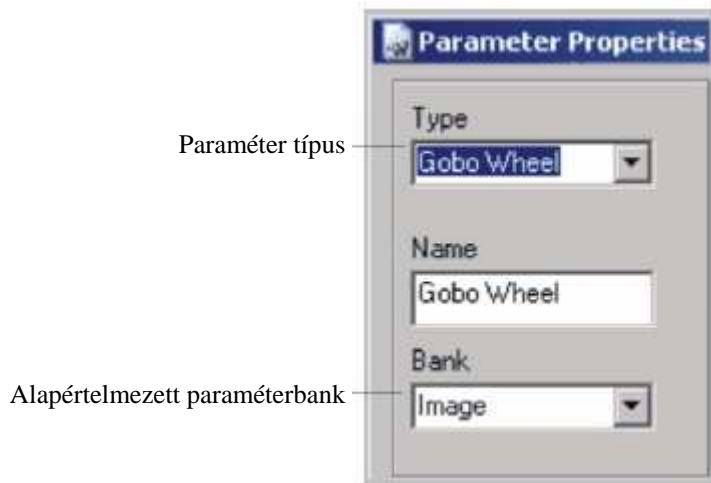 Parameter Properties
Type
Paraméter típus
Gobo Wheel
Name
Gobo Wheel
Bank
Alapértelmezett paraméterbank
Image